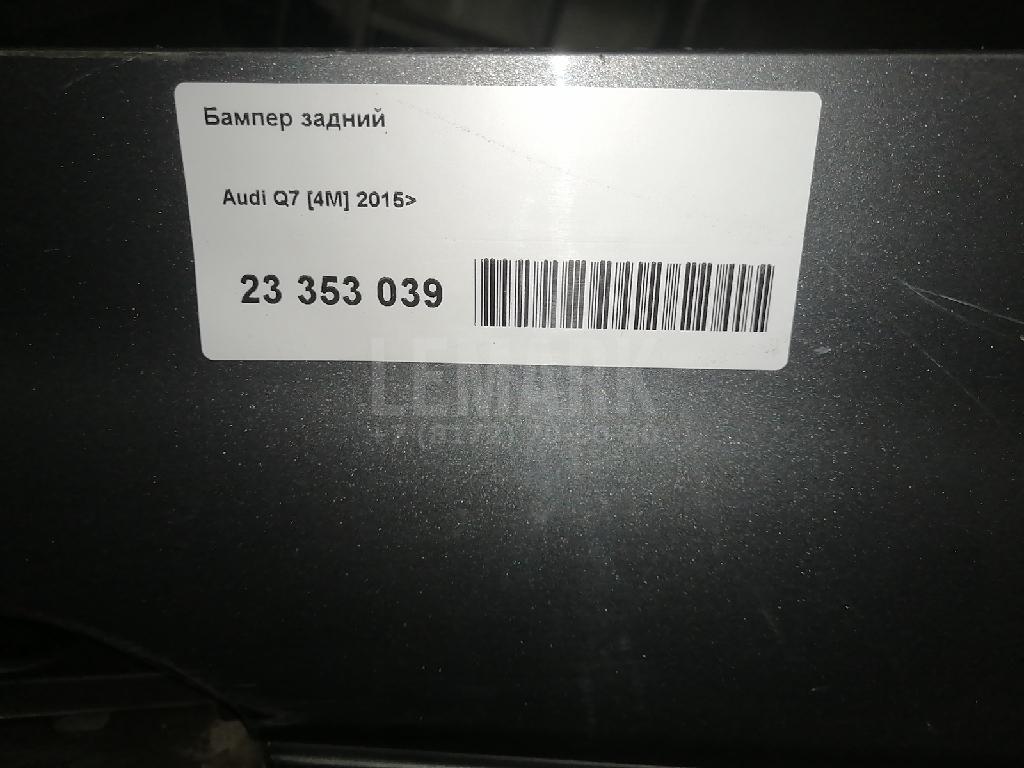 Бампер задний
Audi Q7 [4M] 2015>
23 353 039
LEMARK